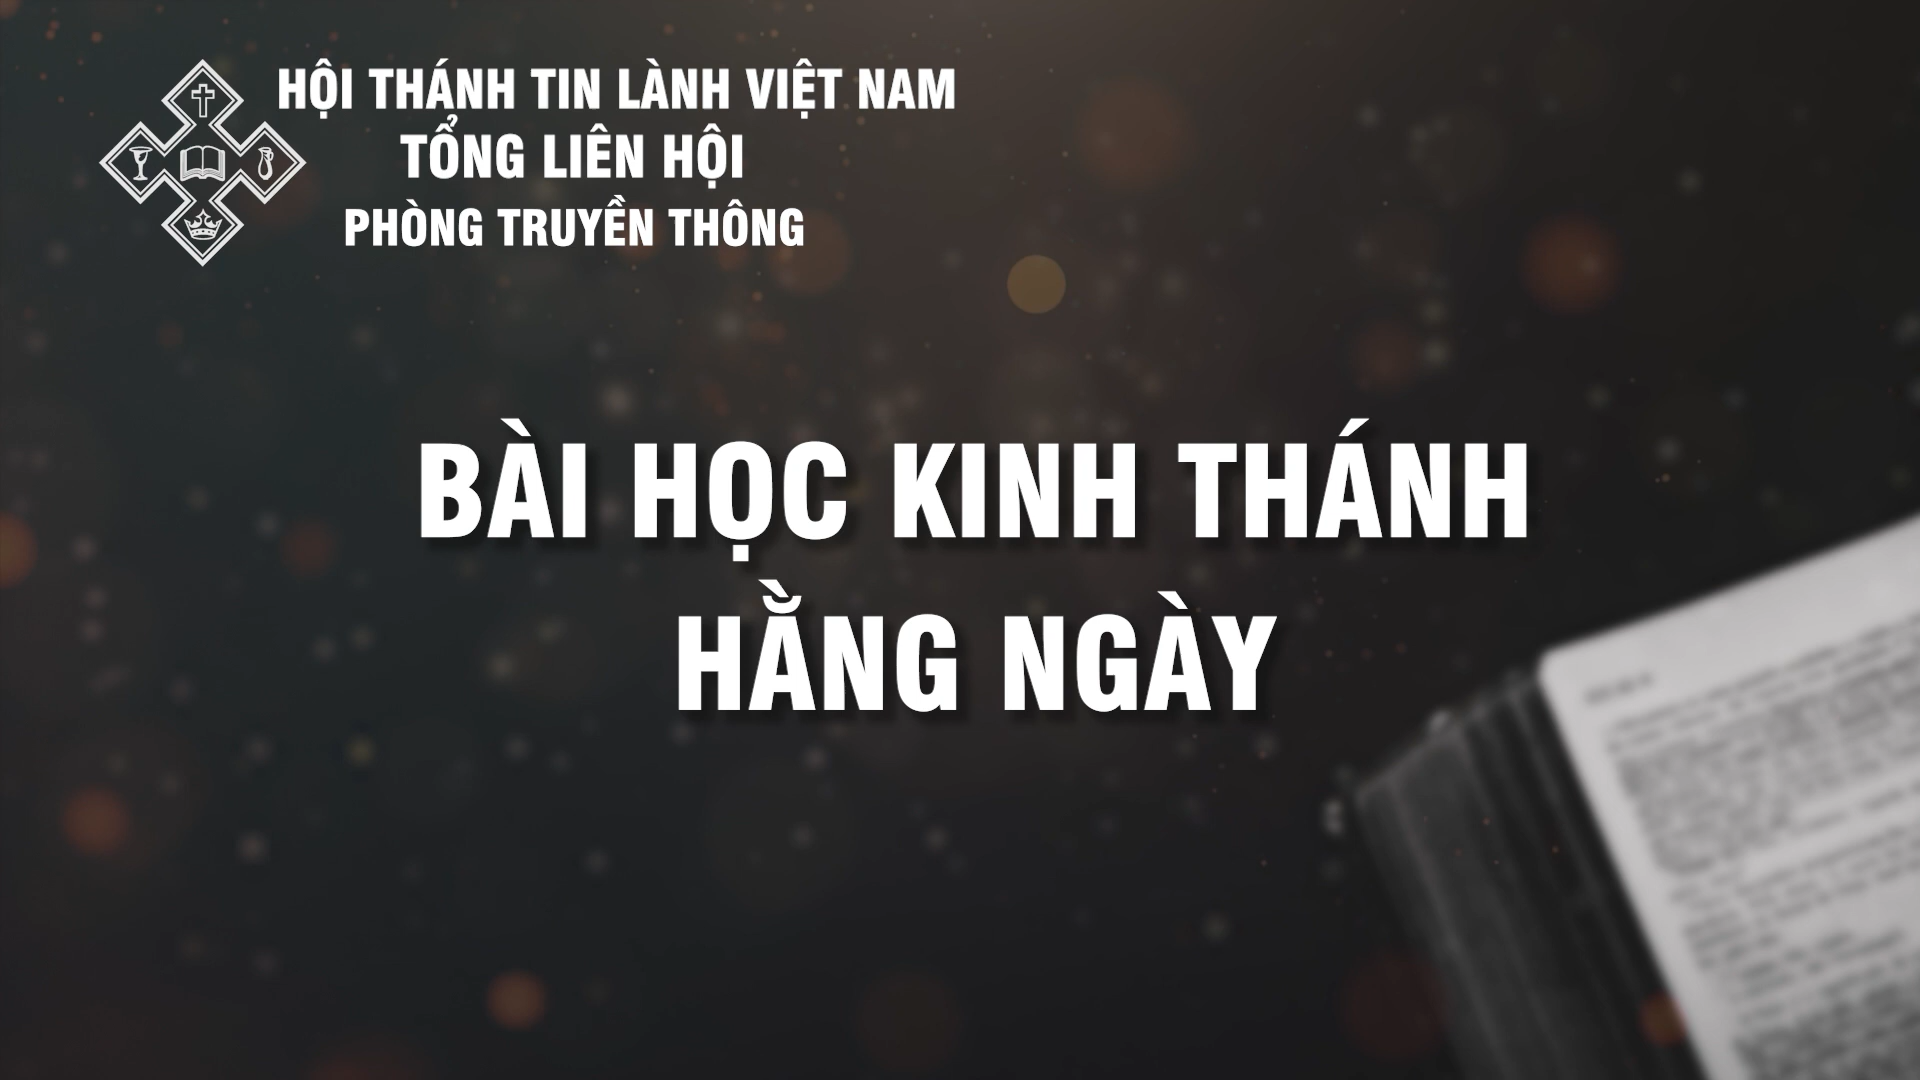 HỘI THÁNH TIN LÀNH VIỆT NAM
TỔNG LIÊN HỘI
PHÒNG TRUYỀN THÔNG
BÀI HỌC KINH THÁNH
HẰNG NGÀY